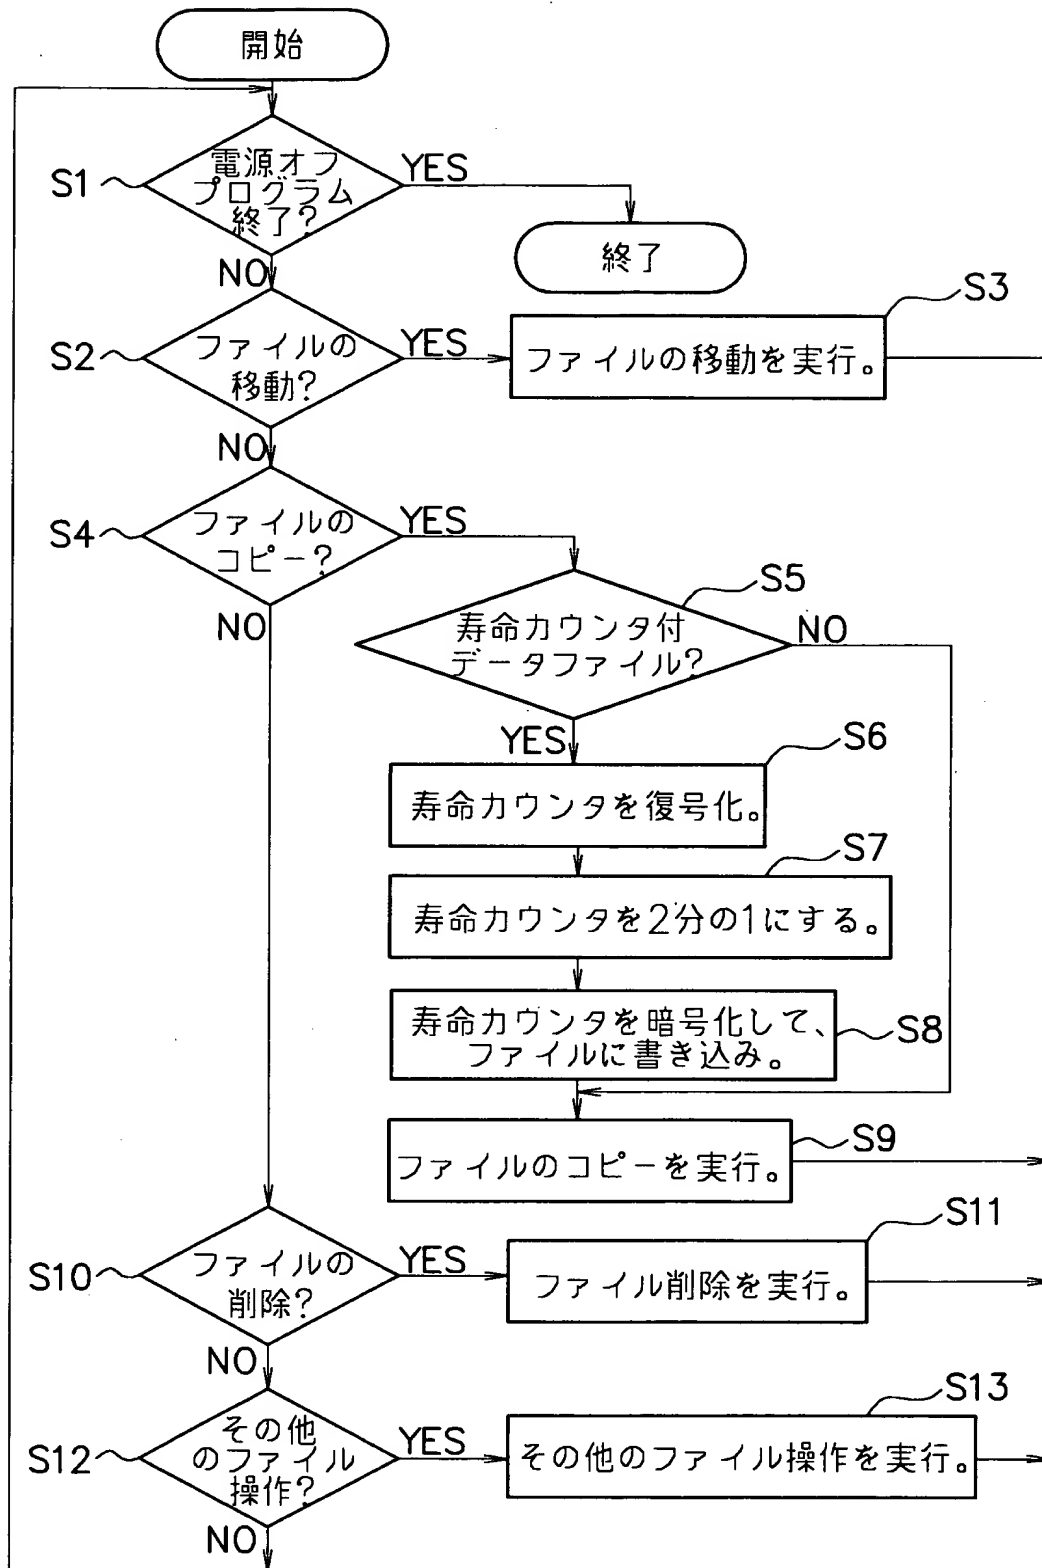 開始
S1
電源オフ
プログラム
終了?
YES
終了
NO
S2
ファイルの
移動?
YES
S3
ファイルの移動を実行。
NO
S4
ファイルの
コピー?
YES
NO
S5
寿命カウンタ付
データファイル?
NO
YES
S6
寿命カウンタを復号化。
S7
寿命カウンタを2分の1にする。
S8
寿命カウンタを暗号化して、
ファイルに書き込み。
S9
ファイルのコピーを実行。
S10
ファイルの
削除?
YES
S11
ファイル削除を実行。
NO
S12
その他
のファイル
操作?
YES
S13
その他のファイル操作を実行。
NO